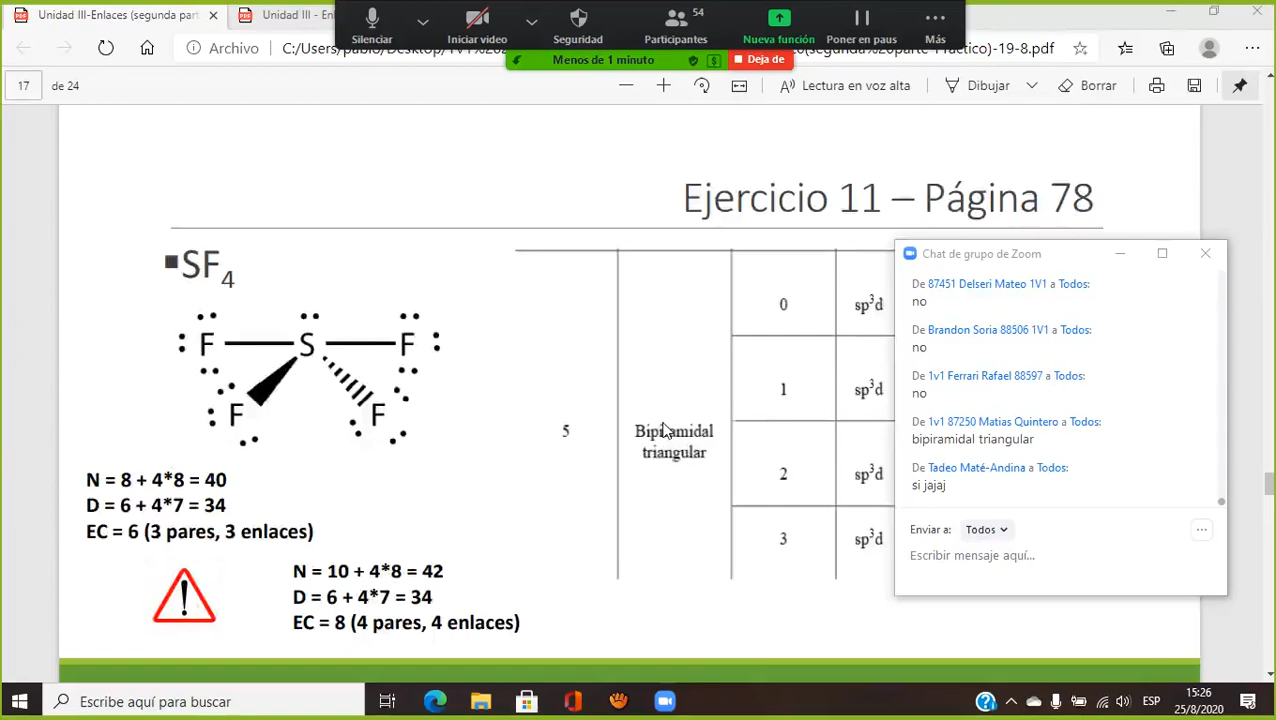 Unidad III-Enlaces (segunda part
Unidad III - En
Silenciar
Iniciar video
Seguridad
54
Participantes
Nueva función
Poner en pausa
Más
Menos de 1 minuto
Deja de
Archivo
17
de 24
Lectura en voz alta
Dibujar
Borrar
Ejercicio 11 – Página 78
SF4
F S F
F F
N = 8 + 4*8 = 40
D = 6 + 4*7 = 34
EC = 6 (3 pares, 3 enlaces)
N = 10 + 4*8 = 42
D = 6 + 4*7 = 34
EC = 8 (4 pares, 4 enlaces)
5
Bipiramidal
triangular
0 sp³d
1 sp³d
2 sp³d
3 sp³d
Chat de grupo de Zoom
De 87451 Delseri Mateo 1V1 a Todos:
no
De Brandon Soria 88506 1V1 a Todos:
no
De 1v1 Ferrari Rafael 88597 a Todos:
no
De 1v1 87250 Matias Quintero a Todos:
bipiramidal triangular
De Tadeo Maté-Andina a Todos:
si jajaj
Enviar a: Todos
Escribir mensaje aquí...
Escribe aquí para buscar
ESP
15:26
25/8/2020